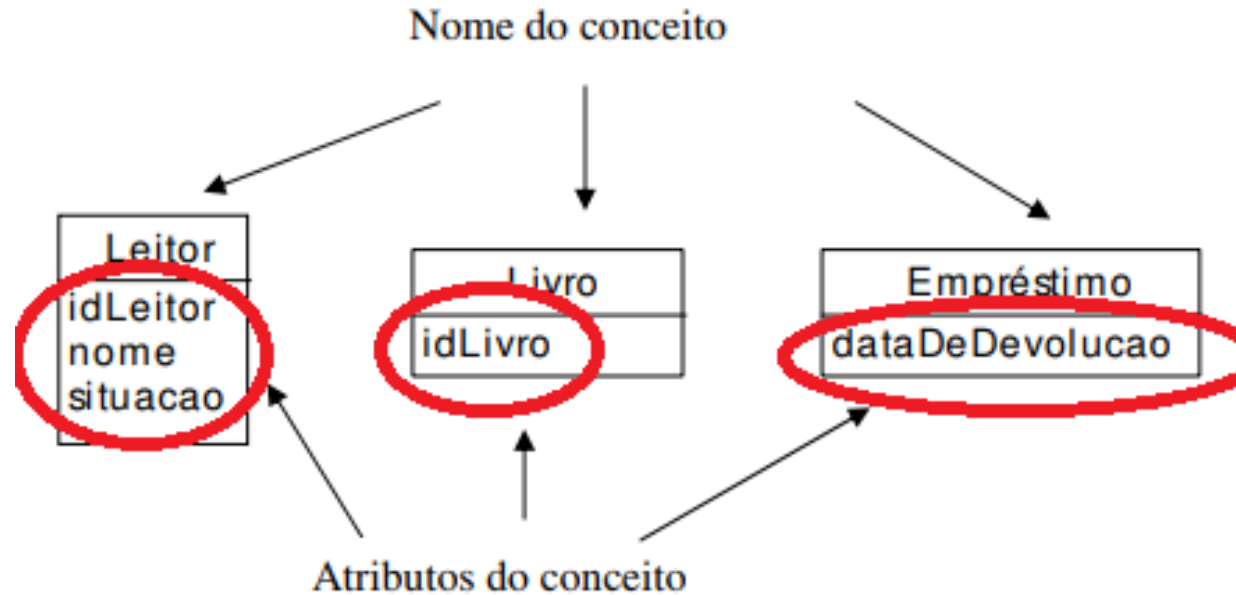 Nome do conceito
Leitor
idLeitor
nome
situacao
Livro
idLivro
Empréstimo
dataDeDevolucao
Atributos do conceito